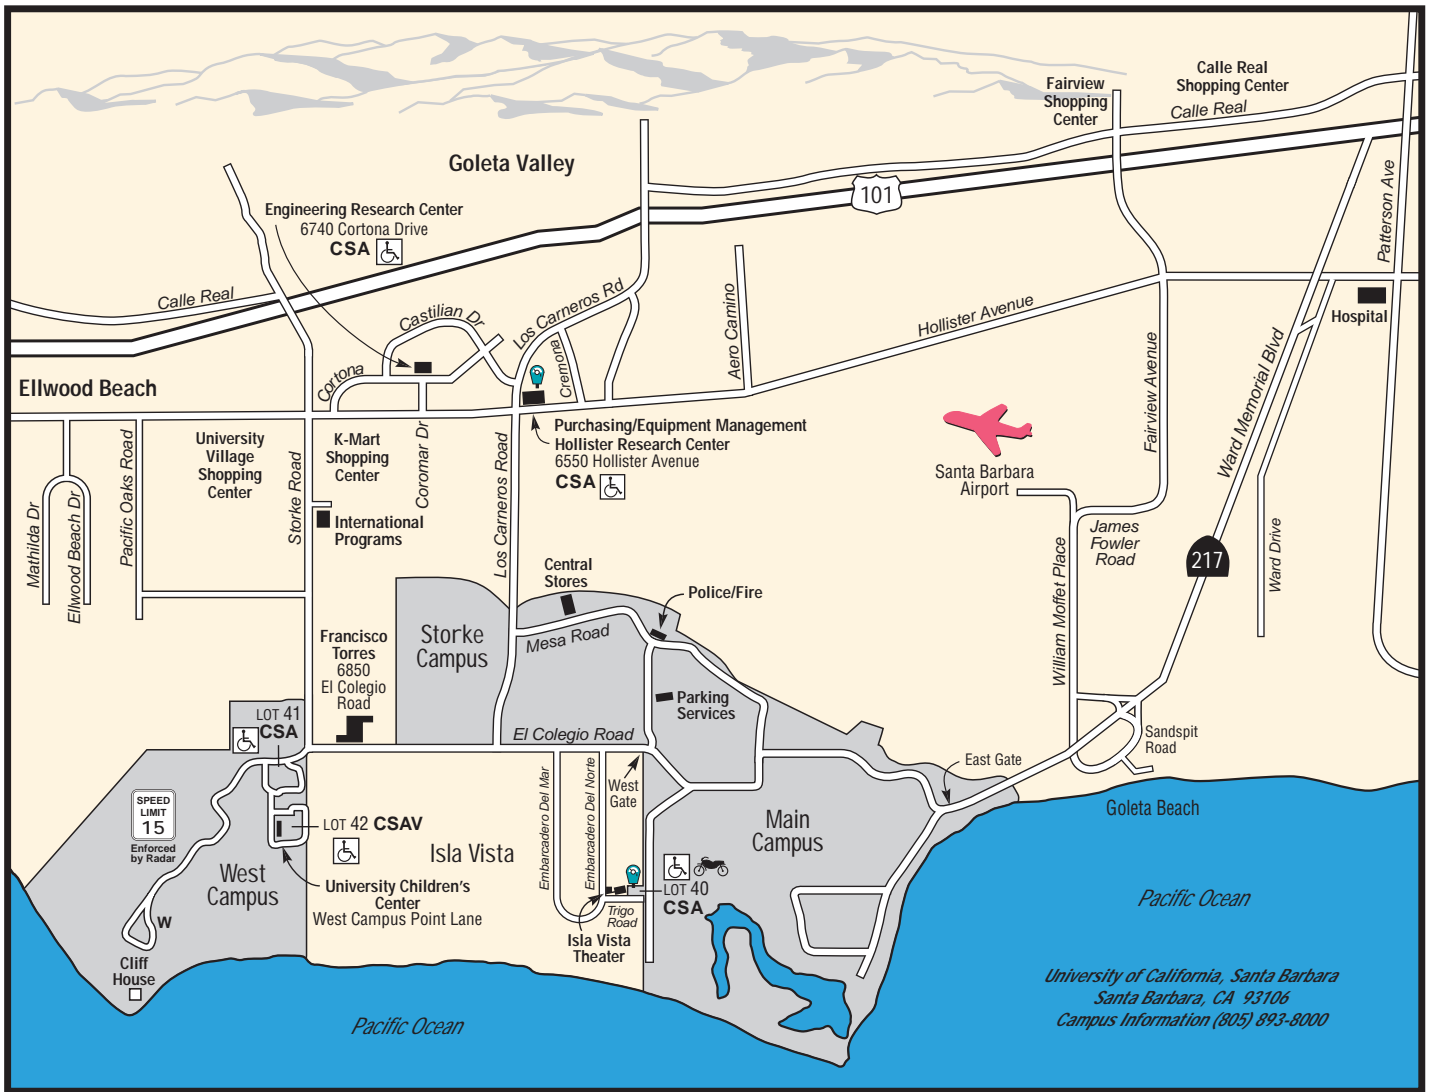 Calle Real
Shopping Center
Fairview
Shopping
Center
Calle Real
Goleta Valley
101
Patterson Ave
Engineering Research Center
6740 Cortona Drive
CSA
Calle Real
Castilian Dr
Los Carneros Rd
Aero Camino
Hollister Avenue
Hospital
Cortona
Cremona
Ellwood Beach
Fairview Avenue
Ward Memorial Blvd
University
Village
Shopping
Center
K-Mart
Shopping
Center
Purchasing/Equipment Management
Hollister Research Center
6550 Hollister Avenue
CSA
Santa Barbara
Airport
Mathilda Dr
Ellwood Beach Dr
Pacific Oaks Road
Storke Road
Coromar Dr
Los Carneros Road
International
Programs
James
Fowler
Road
217
Ward Drive
William Moffet Place
Central
Stores
Police/Fire
Mesa Road
Storke
Campus
Francisco
Torres
6850
El Colegio
Road
Parking
Services
LOT 41
CSA
El Colegio Road
Sandspit
Road
East Gate
West
Gate
SPEED
LIMIT
15
Enforced
by Radar
LOT 42 CSAV
Isla Vista
Embarcadero Del Mar
Embarcadero Del Norte
Main
Campus
Goleta Beach
West
Campus
University Children's
Center
West Campus Point Lane
LOT 40
CSA
Trigo
Road
Isla Vista
Theater
W
Cliff
House
Pacific Ocean
Pacific Ocean
University of California, Santa Barbara
Santa Barbara, CA 93106
Campus Information (805) 893-8000